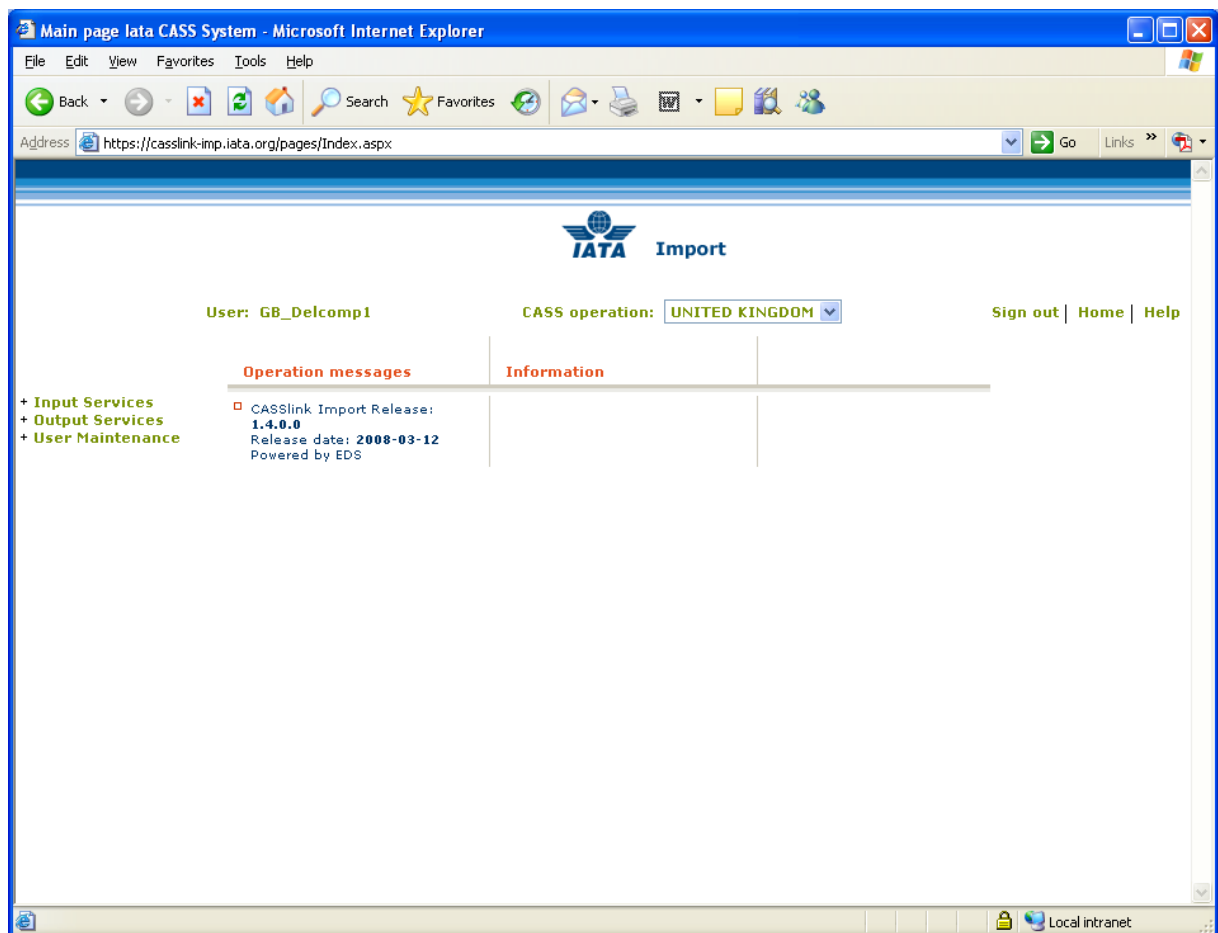 Main page Iata CASS System - Microsoft Internet Explorer
File Edit View Favorites Tools Help
Back Search Favorites
Address https://casslink-imp.iata.org/pages/Index.aspx Go Links »
IATA Import
User: GB_Delcomp1 CASS operation: UNITED KINGDOM Sign out | Home | Help
Operation messages Information
+ Input Services
+ Output Services
+ User Maintenance
CASSlink Import Release:
1.4.0.0
Release date: 2008-03-12
Powered by EDS
Local intranet